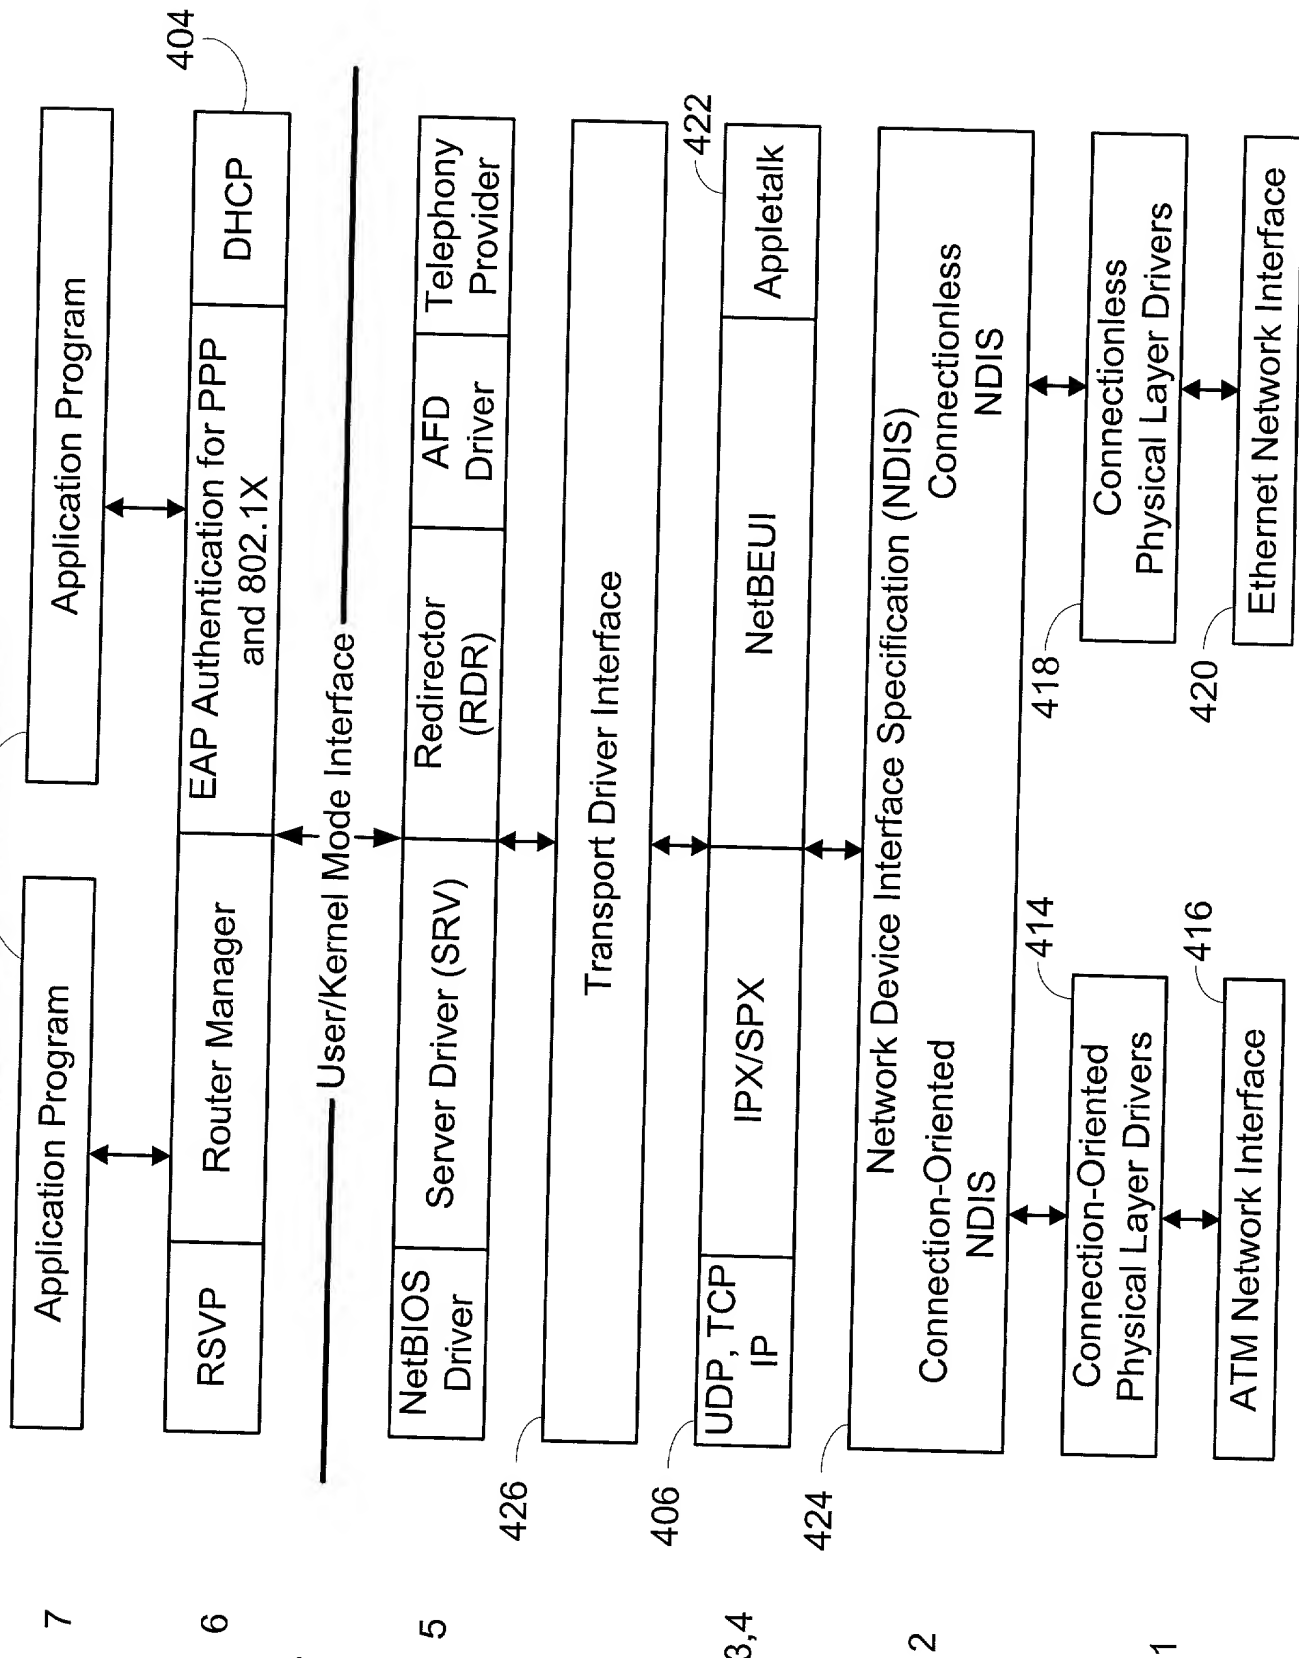 7
Application Program
Application Program
6
RSVP
Router Manager
EAP Authentication for PPP
and 802.1X
DHCP
404
User/Kernel Mode Interface
5
NetBIOS
Driver
Server Driver (SRV)
Redirector
(RDR)
AFD
Driver
Telephony
Provider
426
Transport Driver Interface
3,4
406
UDP, TCP
IP
IPX/SPX
NetBEUI
Appletalk
422
2
424
Network Device Interface Specification (NDIS)
Connection-Oriented
NDIS
Connectionless
NDIS
1
Connection-Oriented
Physical Layer Drivers
414
418
Connectionless
Physical Layer Drivers
ATM Network Interface
416
420
Ethernet Network Interface